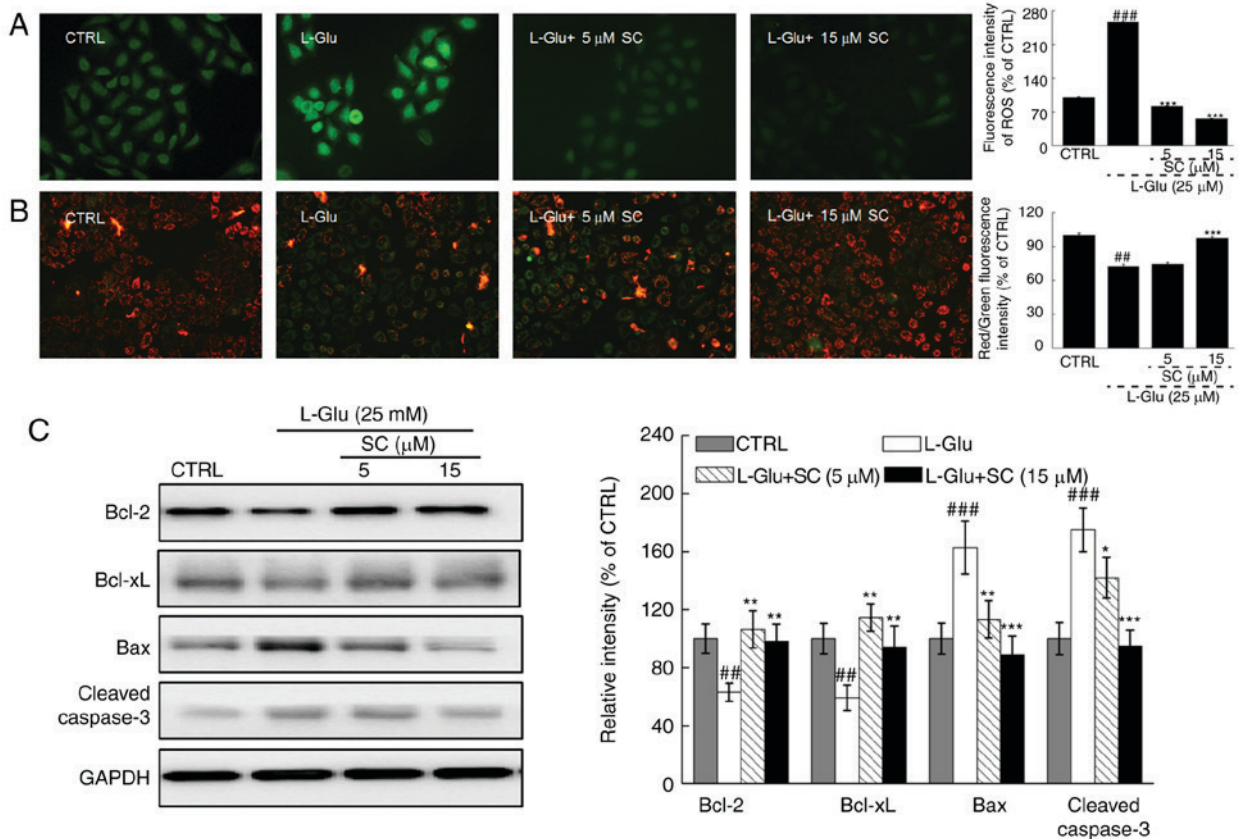 A
CTRL
L-Glu
L-Glu+ 5 μM SC
L-Glu+ 15 μM SC
Fluorescence intensity
of ROS (% of CTRL)
280
210
140
70
0
###
***
***
CTRL
5
15
SC (μM)
L-Glu (25 μM)
B
CTRL
L-Glu
L-Glu+ 5 μM SC
L-Glu+ 15 μM SC
Red/Green fluorescence
intensity (% of CTRL)
120
90
60
30
0
##
***
CTRL
5
15
SC (μM)
L-Glu (25 μM)
C
L-Glu (25 mM)
SC (μM)
CTRL
5
15
Bcl-2
Bcl-xL
Bax
Cleaved
caspase-3
GAPDH
Relative intensity (% of CTRL)
240
200
160
120
80
40
0
CTRL
L-Glu
L-Glu+SC (5 μM)
L-Glu+SC (15 μM)
##
**
**
##
**
**
###
**
***
###
*
***
Bcl-2
Bcl-xL
Bax
Cleaved
caspase-3